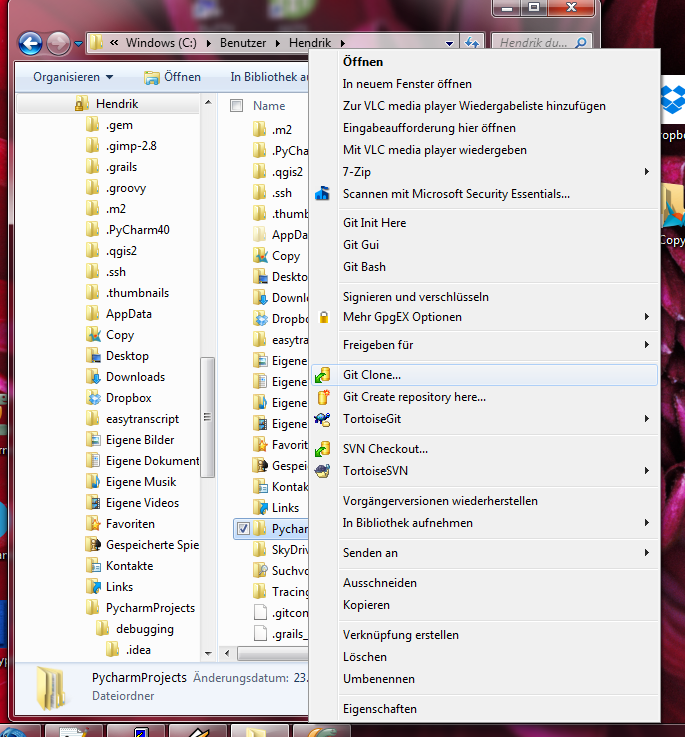 « Windows (C:) ▸ Benutzer ▸ Hendrik ▸
Hendrik du...
Organisieren
Öffnen
In Bibliothek au
Hendrik
.gem
.gimp-2.8
.grails
.groovy
.m2
.PyCharm40
.qgis2
.ssh
.thumbnails
AppData
Copy
Desktop
Downloads
Dropbox
easytranscript
Eigene Bilder
Eigene Dokument
Eigene Musik
Eigene Videos
Favoriten
Gespeicherte Spie
Kontakte
Links
PycharmProjects
debugging
.idea
Name
.m2
.PyCharm
.qgis2
.ssh
.thumb
AppDa
Copy
Deskto
Downl
Dropbo
easytra
Eigene
Eigene
Eigene
Eigene
Favorit
Gespei
Kontak
Links
Pycharm
SkyDri
Suchvo
Tracing
.gitcon
.grails_
Öffnen
In neuem Fenster öffnen
Zur VLC media player Wiedergabeliste hinzufügen
Eingabeaufforderung hier öffnen
Mit VLC media player wiedergeben
7-Zip
Scannen mit Microsoft Security Essentials...
Git Init Here
Git Gui
Git Bash
Signieren und verschlüsseln
Mehr GpgEX Optionen
Freigeben für
Git Clone...
Git Create repository here...
TortoiseGit
SVN Checkout...
TortoiseSVN
Vorgängerversionen wiederherstellen
In Bibliothek aufnehmen
Senden an
Ausschneiden
Kopieren
Verknüpfung erstellen
Löschen
Umbenennen
Eigenschaften
PycharmProjects Änderungsdatum: 23.
Dateiordner
ropbo
Copy